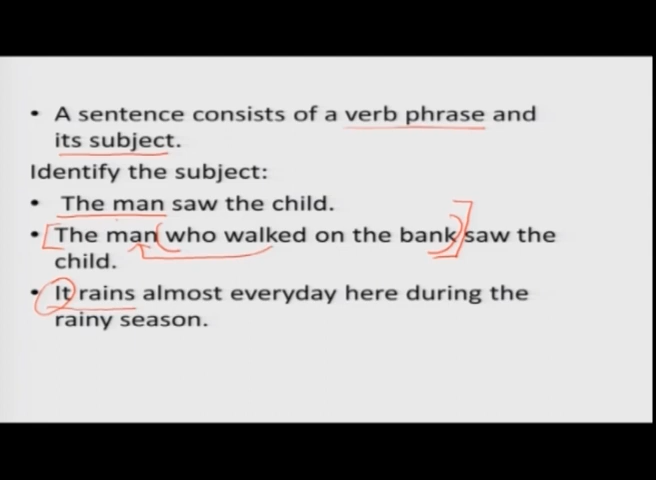 • A sentence consists of a verb phrase and
its subject.
Identify the subject:
• The man saw the child.
• The man who walked on the bank saw the
child.
• It rains almost everyday here during the
rainy season.